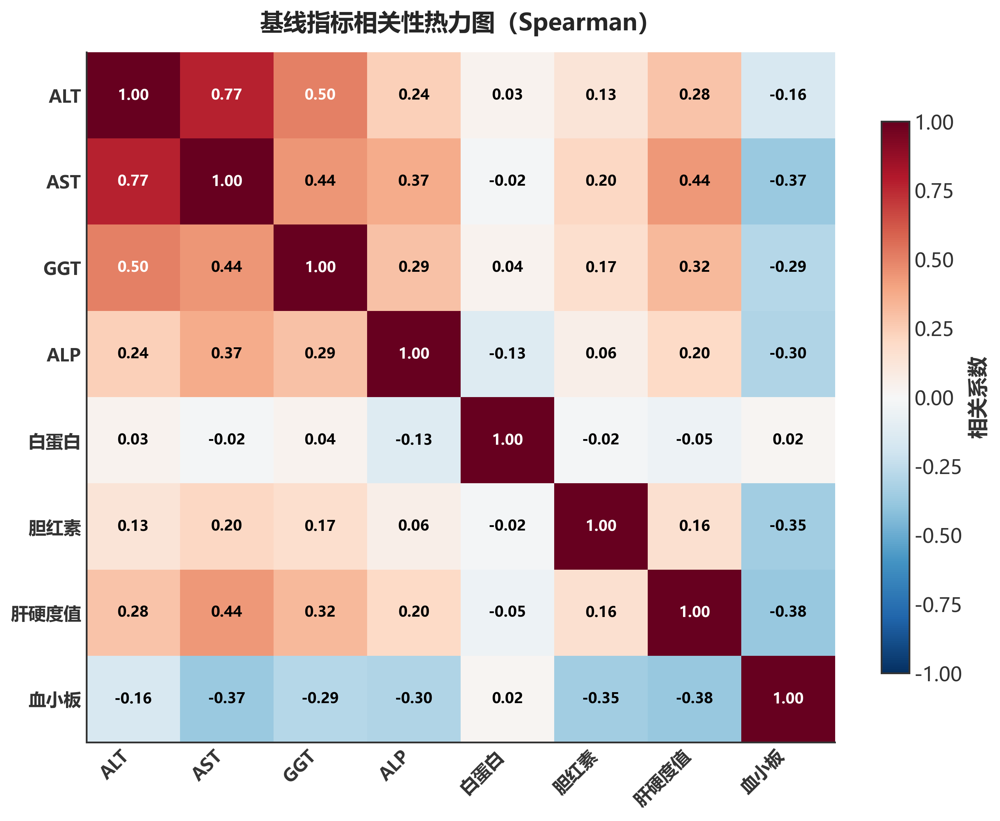 基线指标相关性热力图（Spearman）
ALT 1.00 0.77 0.50 0.24 0.03 0.13 0.28 -0.16
AST 0.77 1.00 0.44 0.37 -0.02 0.20 0.44 -0.37
GGT 0.50 0.44 1.00 0.29 0.04 0.17 0.32 -0.29
ALP 0.24 0.37 0.29 1.00 -0.13 0.06 0.20 -0.30
白蛋白 0.03 -0.02 0.04 -0.13 1.00 -0.02 -0.05 0.02
胆红素 0.13 0.20 0.17 0.06 -0.02 1.00 0.16 -0.35
肝硬度值 0.28 0.44 0.32 0.20 -0.05 0.16 1.00 -0.38
血小板 -0.16 -0.37 -0.29 -0.30 0.02 -0.35 -0.38 1.00
ALT AST GGT ALP 白蛋白 胆红素 肝硬度值 血小板
1.00
0.75
0.50
0.25
0.00
-0.25
-0.50
-0.75
-1.00
相关系数